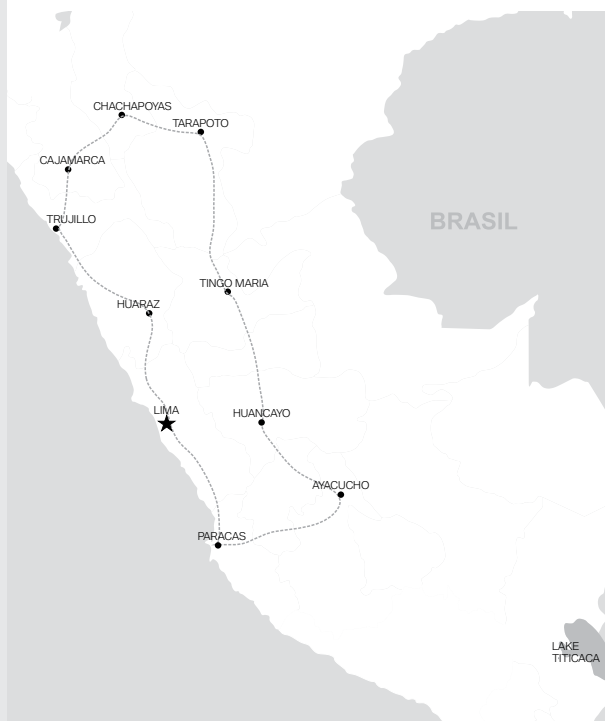 CHACHAPOYAS
TARAPOTO
CAJAMARCA
TRUJILLO
BRASIL
TINGO MARIA
HUARAZ
LIMA
HUANCAYO
AYACUCHO
PARACAS
LAKE
TITICACA